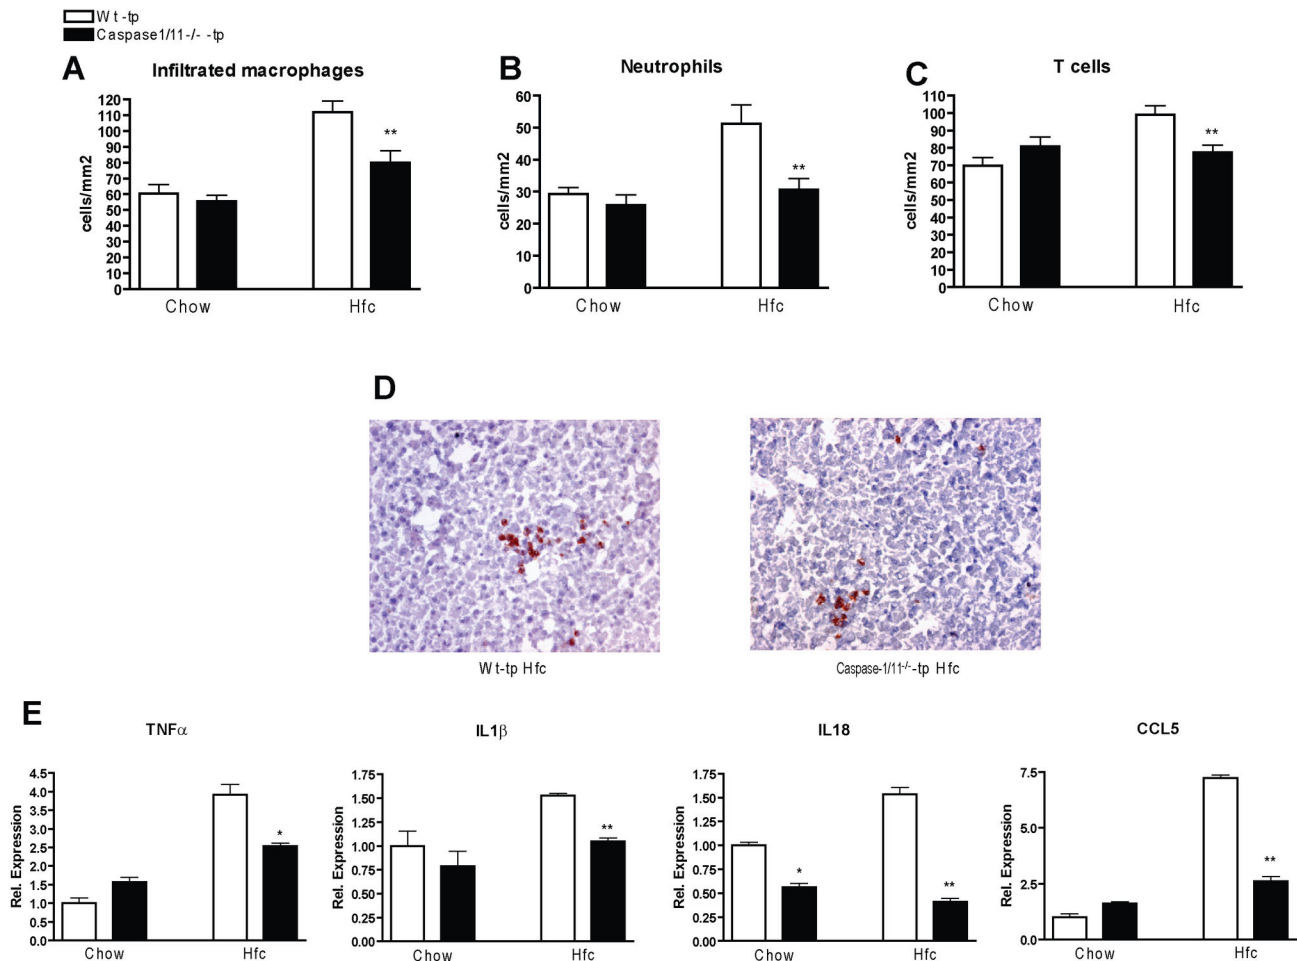 Wt-tp
Caspase1/11-/- -tp
A
Infiltrated macrophages
cells/mm2
120
110
100
90
80
70
60
50
40
30
20
10
0
**
Chow
Hfc
B
Neutrophils
cells/mm2
60
50
40
30
20
10
0
**
Chow
Hfc
C
T cells
cells/mm2
110
100
90
80
70
60
50
40
30
20
10
0
**
Chow
Hfc
D
Wt-tp Hfc
Caspase-1/11-/--tp Hfc
E
TNFα
Rel. Expression
4.5
4.0
3.5
3.0
2.5
2.0
1.5
1.0
0.5
0.0
*
Chow
Hfc
IL1β
Rel. Expression
1.75
1.50
1.25
1.00
0.75
0.50
0.25
0.00
**
Chow
Hfc
IL18
Rel. Expression
1.75
1.50
1.25
1.00
0.75
0.50
0.25
0.00
*
**
Chow
Hfc
CCL5
Rel. Expression
7.5
5.0
2.5
0.0
**
Chow
Hfc